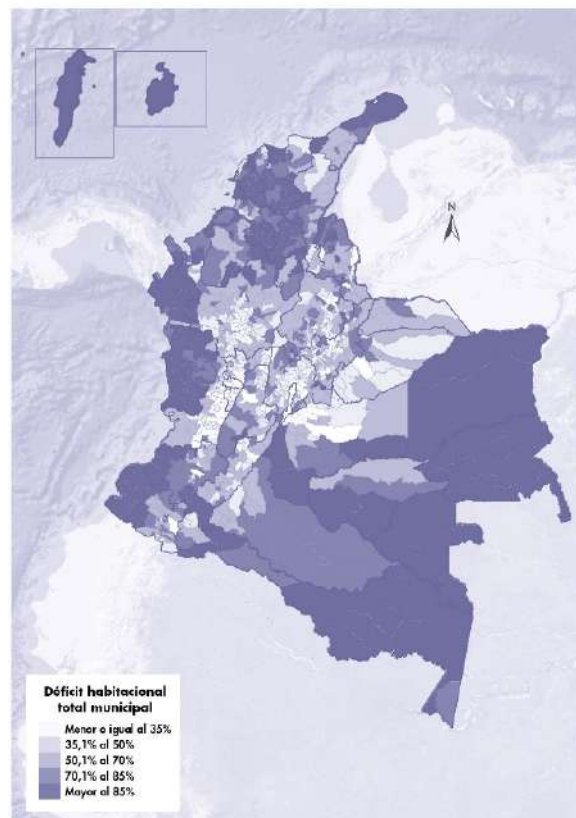 N
Déficit habitacional
total municipal
Menor o igual al 35%
35,1% al 50%
50,1% al 70%
70,1% al 85%
Mayor al 85%